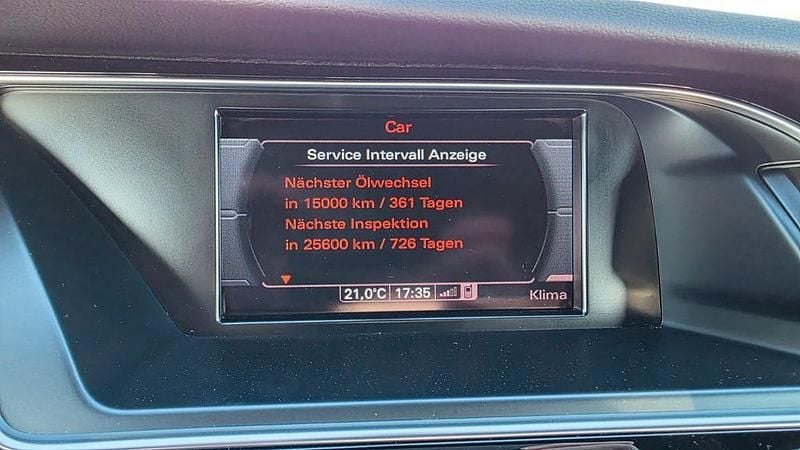 Car
Service Intervall Anzeige
Nächster Ölwechsel
in 15000 km / 361 Tagen
Nächste Inspektion
in 25600 km / 726 Tagen
21,0°C 17:35
Klima